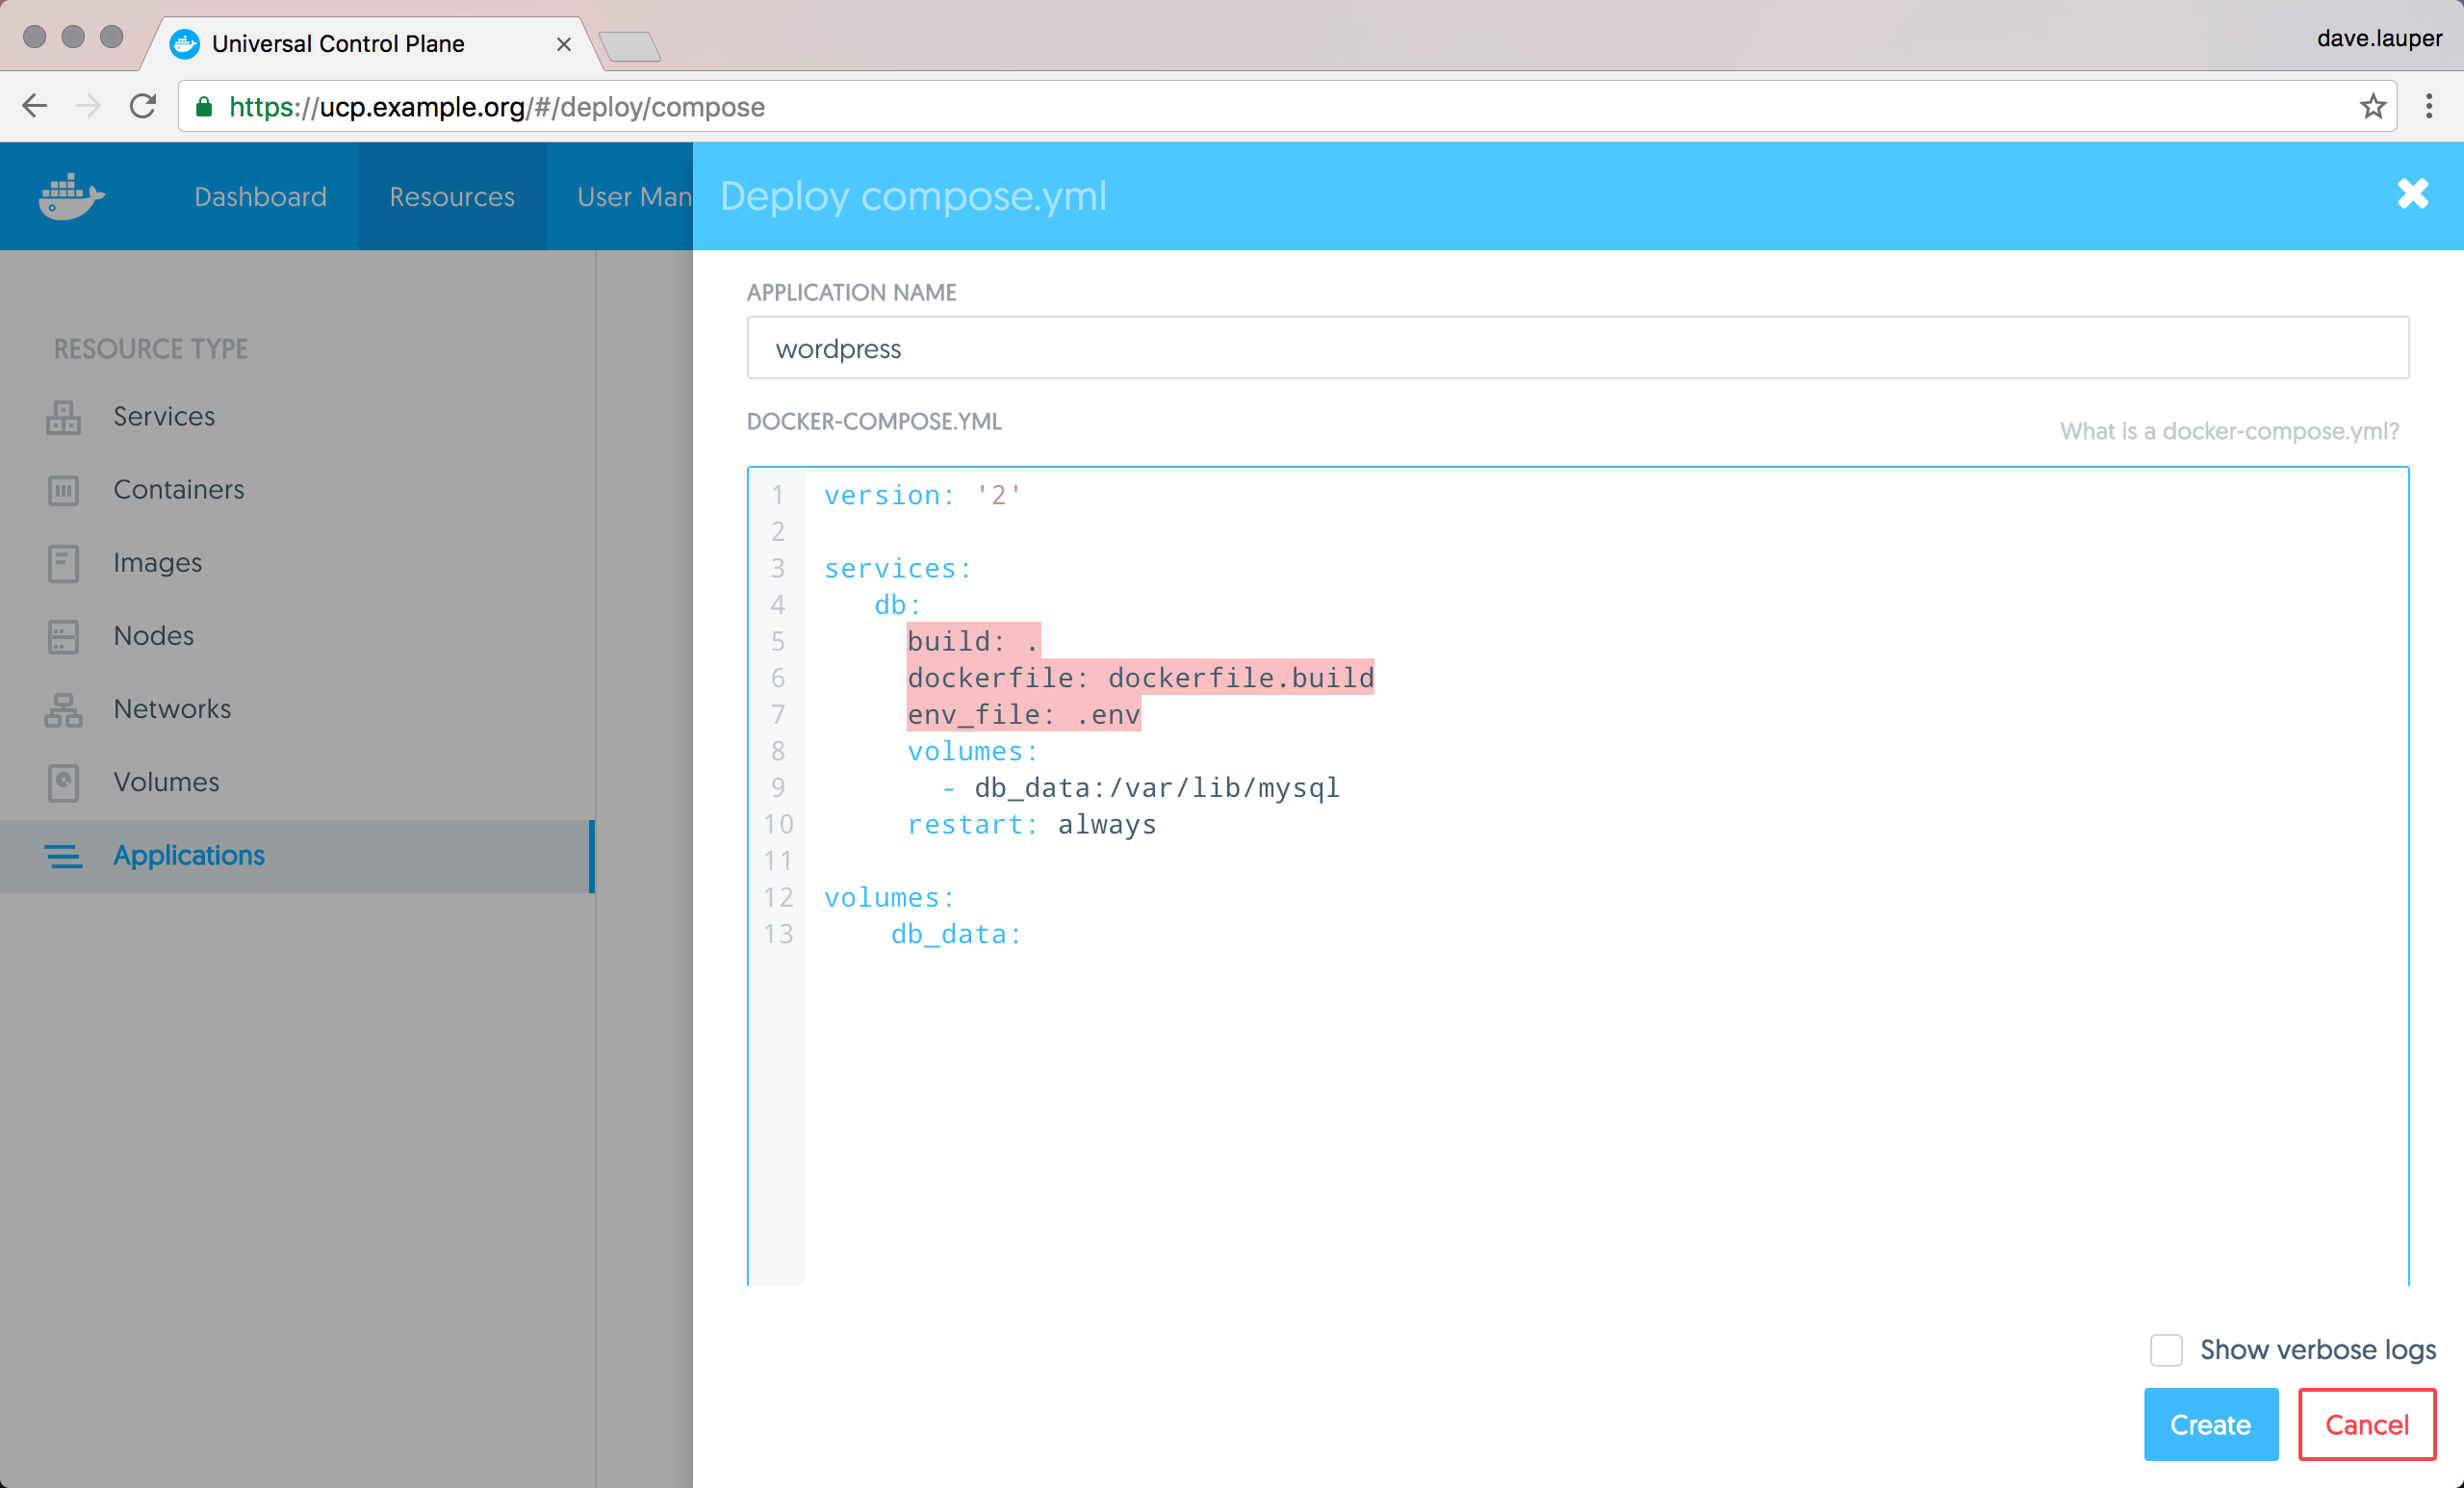 Universal Control Plane
dave.lauper
https://ucp.example.org/#/deploy/compose
Dashboard
Resources
User Man
Deploy compose.yml
RESOURCE TYPE
Services
Containers
Images
Nodes
Networks
Volumes
Applications
APPLICATION NAME
wordpress
DOCKER-COMPOSE.YML
What is a docker-compose.yml?
1 version: '2'
2
3 services:
4    db:
5      build: .
6      dockerfile: dockerfile.build
7      env_file: .env
8      volumes:
9        - db_data:/var/lib/mysql
10      restart: always
11
12 volumes:
13     db_data:
Show verbose logs
Create
Cancel